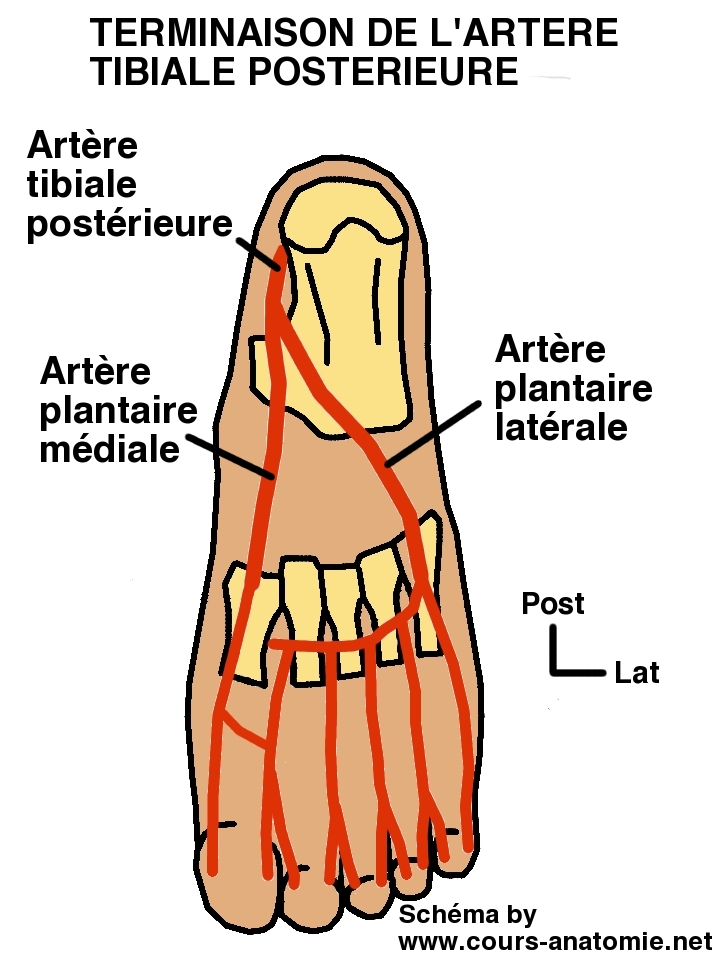 TERMINAISON DE L'ARTERE
TIBIALE POSTERIEURE
Artère
tibiale
postérieure
Artère
plantaire
médiale
Artère
plantaire
latérale
Post
Lat
Schéma by
www.cours-anatomie.net